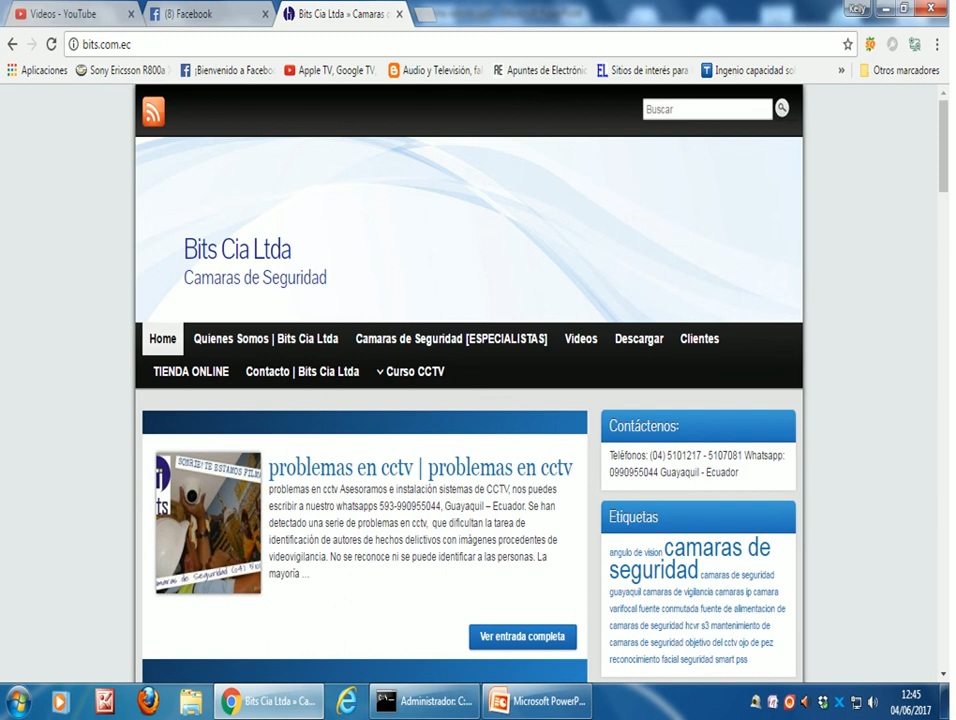 Videos - YouTube
(8) Facebook
Bits Cia Ltda » Camaras d
Kelly
bits.com.ec
Aplicaciones
Sony Ericsson R800a
¡Bienvenido a Facebo
Apple TV, Google TV,
Audio y Televisión, fal
Apuntes de Electrónic
Sitios de interés para
Ingenio capacidad so
»
Otros marcadores
Buscar
Bits Cia Ltda
Camaras de Seguridad
Home
Quienes Somos | Bits Cia Ltda
Camaras de Seguridad [ESPECIALISTAS]
Videos
Descargar
Clientes
TIENDA ONLINE
Contacto | Bits Cia Ltda
Curso CCTV
SONRIE! TE ESTAMOS FILM
problemas en cctv | problemas en cctv
problemas en cctv Asesoramos e instalación sistemas de CCTV, nos puedes
escribir a nuestro whatsapps 593-990955044, Guayaquil – Ecuador. Se han
detectado una serie de problemas en cctv, que dificultan la tarea de
identificación de autores de hechos delictivos con imágenes procedentes de
videovigilancia. No se reconoce ni se puede identificar a las personas. La
mayoría ...
Ver entrada completa
Contáctenos:
Teléfonos: (04) 5101217 - 5107081 Whatsapp:
0990955044 Guayaquil - Ecuador
Etiquetas
angulo de vision camaras de
seguridad camaras de seguridad
guayaquil camaras de vigilancia camaras ip camara
varifocal fuente conmutada fuente de alimentacion de
camaras de seguridad hcvr s3 mantenimiento de
camaras de seguridad objetivo del cctv ojo de pez
reconocimiento facial seguridad smart pss
Bits Cia Ltda » Ca...
Administrador: C:...
Microsoft PowerP...
12:45
04/06/2017